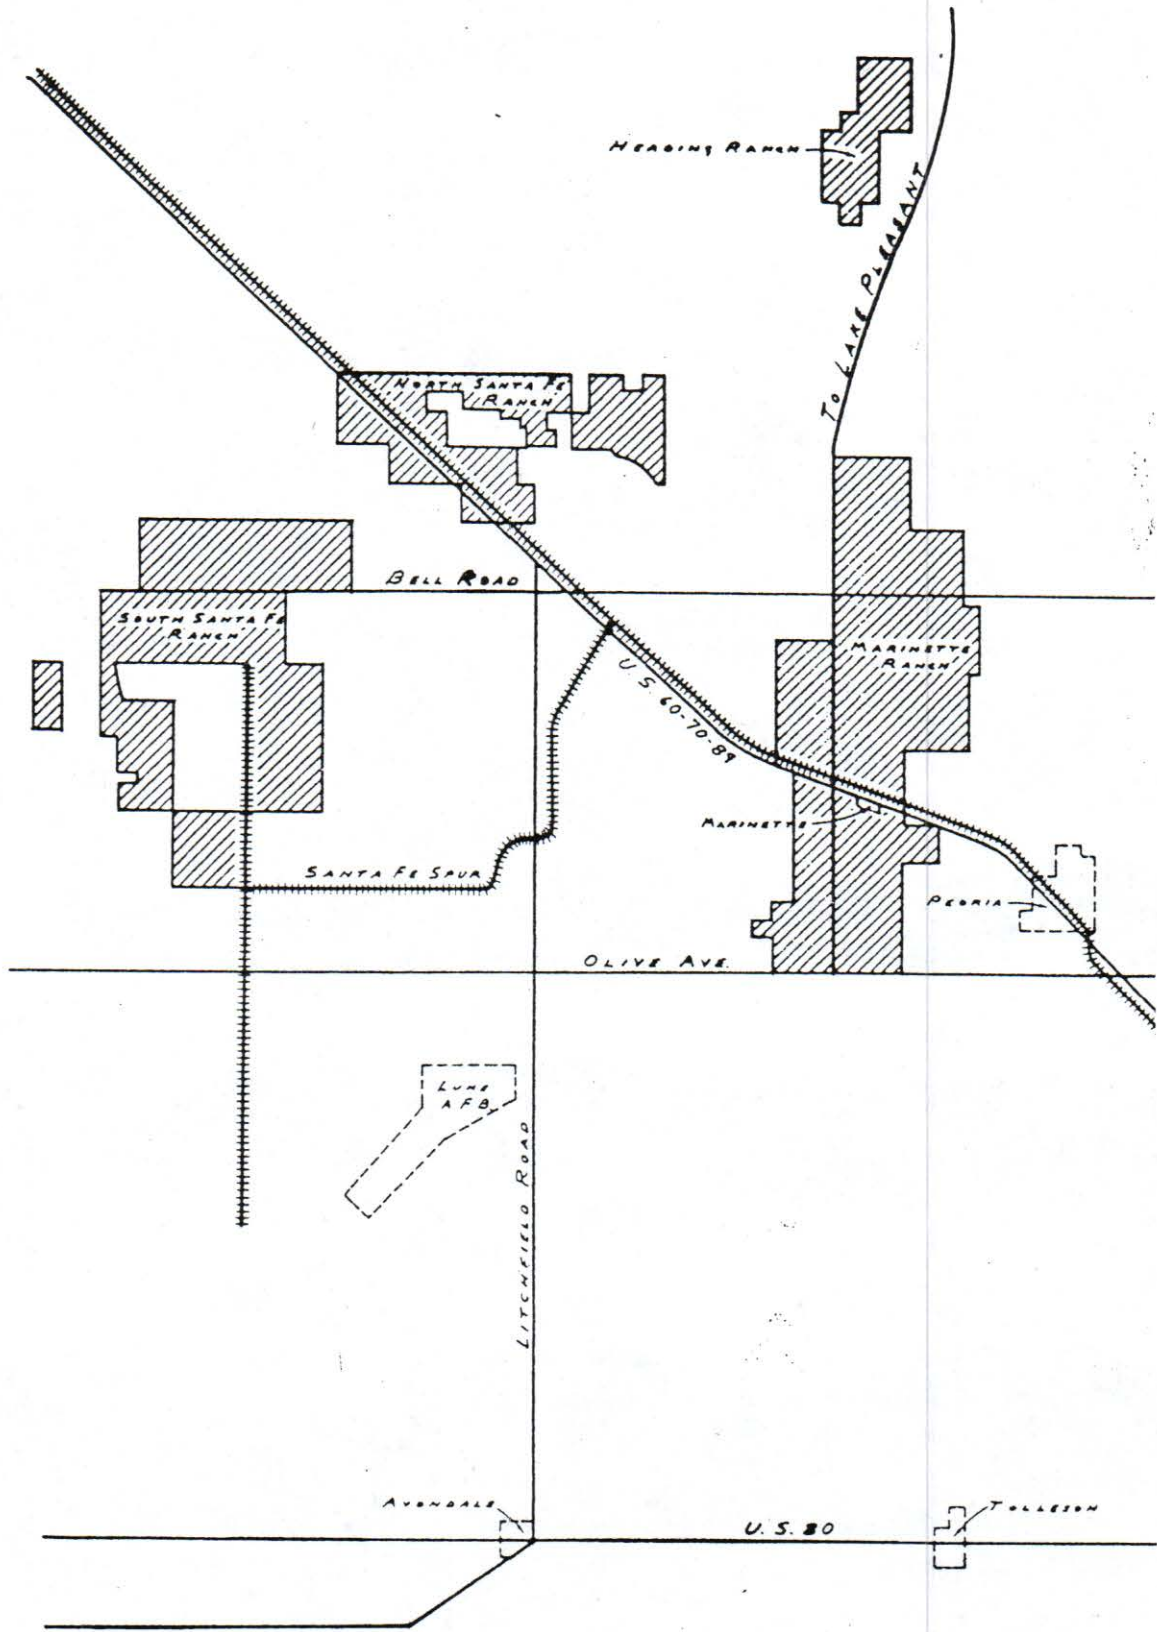 HEADING RANCH
TO LAKE PLEASANT
NORTH SANTA FE
RANCH
BELL ROAD
SOUTH SANTA FE
RANCH
MARINETTE
RANCH
U. S. 60-70-89
MARINETTE
SANTA FE SPUR
PEORIA
OLIVE AVE.
LUKE
A F B
LITCHFIELD ROAD
AVONDALE
U. S. 80
TOLLESON